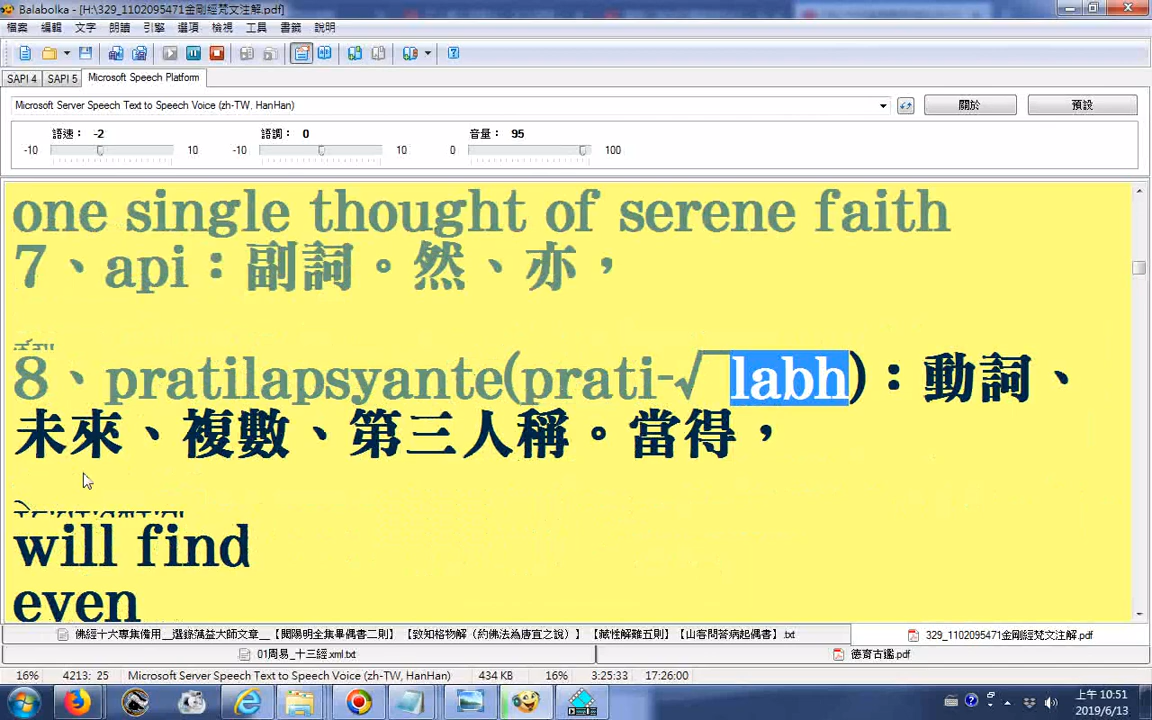 Balabolka - [H:\329_1102095471金剛經梵文注解.pdf]
檔案 編輯 文字 朗讀 引擎 選項 檢視 工具 書籤 說明
SAPI 4 SAPI 5 Microsoft Speech Platform
Microsoft Server Speech Text to Speech Voice (zh-TW, HanHan) 關於 預設
語速： -2 語調： 0 音量： 95
-10 10 -10 10 0 100
one single thought of serene faith
7、api：副詞。然、亦，
8、pratilapsyante(prati-√ labh)：動詞、
未來、複數、第三人稱。當得，
will find
even
佛經十六專集備用__選錄蕅益大師文章__【閱陽明全集畢偶書二則】【致知格物解（約佛法為唐宜之說）】【藏性解難五則】【山客問答病起偶書】.txt 329_1102095471金剛經梵文注解.pdf
01周易_十三經.xml.txt 德育古鑑.pdf
16% 4213: 25 Microsoft Server Speech Text to Speech Voice (zh-TW, HanHan) 434 KB 16% 3:25:33 17:26:00
上午 10:51
2019/6/13